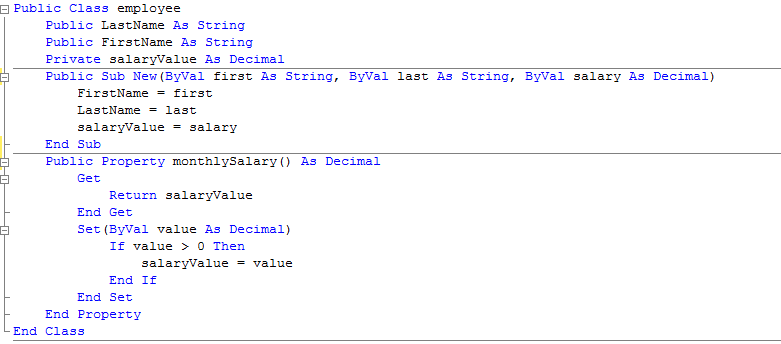 Public Class employee
    Public LastName As String
    Public FirstName As String
    Private salaryValue As Decimal
    Public Sub New(ByVal first As String, ByVal last As String, ByVal salary As Decimal)
        FirstName = first
        LastName = last
        salaryValue = salary
    End Sub
    Public Property monthlySalary() As Decimal
        Get
            Return salaryValue
        End Get
        Set(ByVal value As Decimal)
            If value > 0 Then
                salaryValue = value
            End If
        End Set
    End Property
End Class